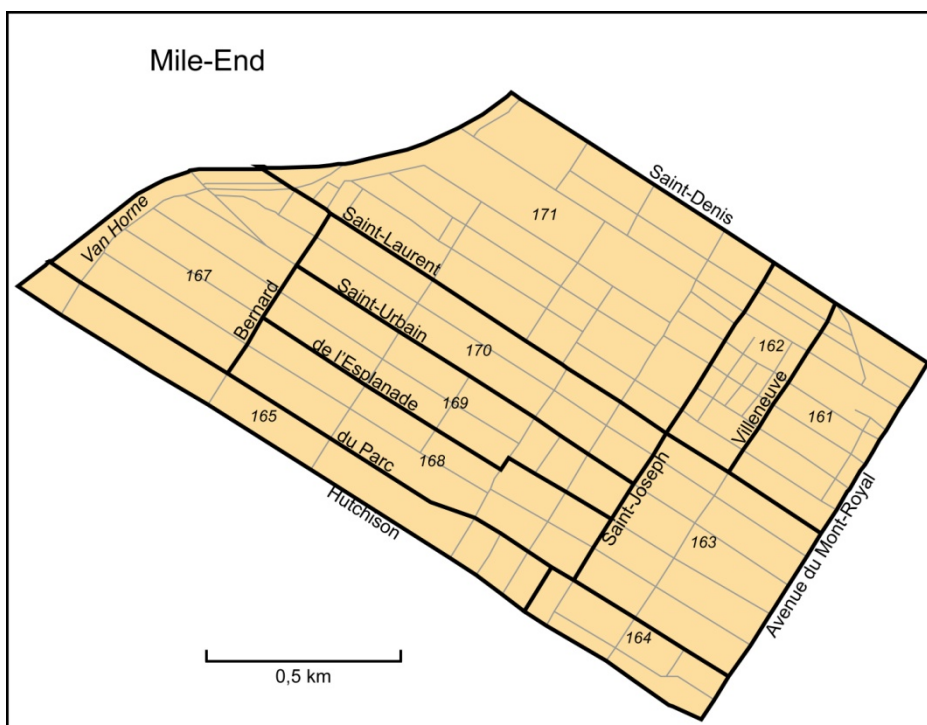 Mile-End
Saint-Denis
171
Van Horne
Saint-Laurent
167
Bernard
Saint-Urbain
170
162
de l'Esplanade
169
Villeneuve
161
165
du Parc
168
Hutchison
Saint-Joseph
163
Avenue du Mont-Royal
164
0,5 km